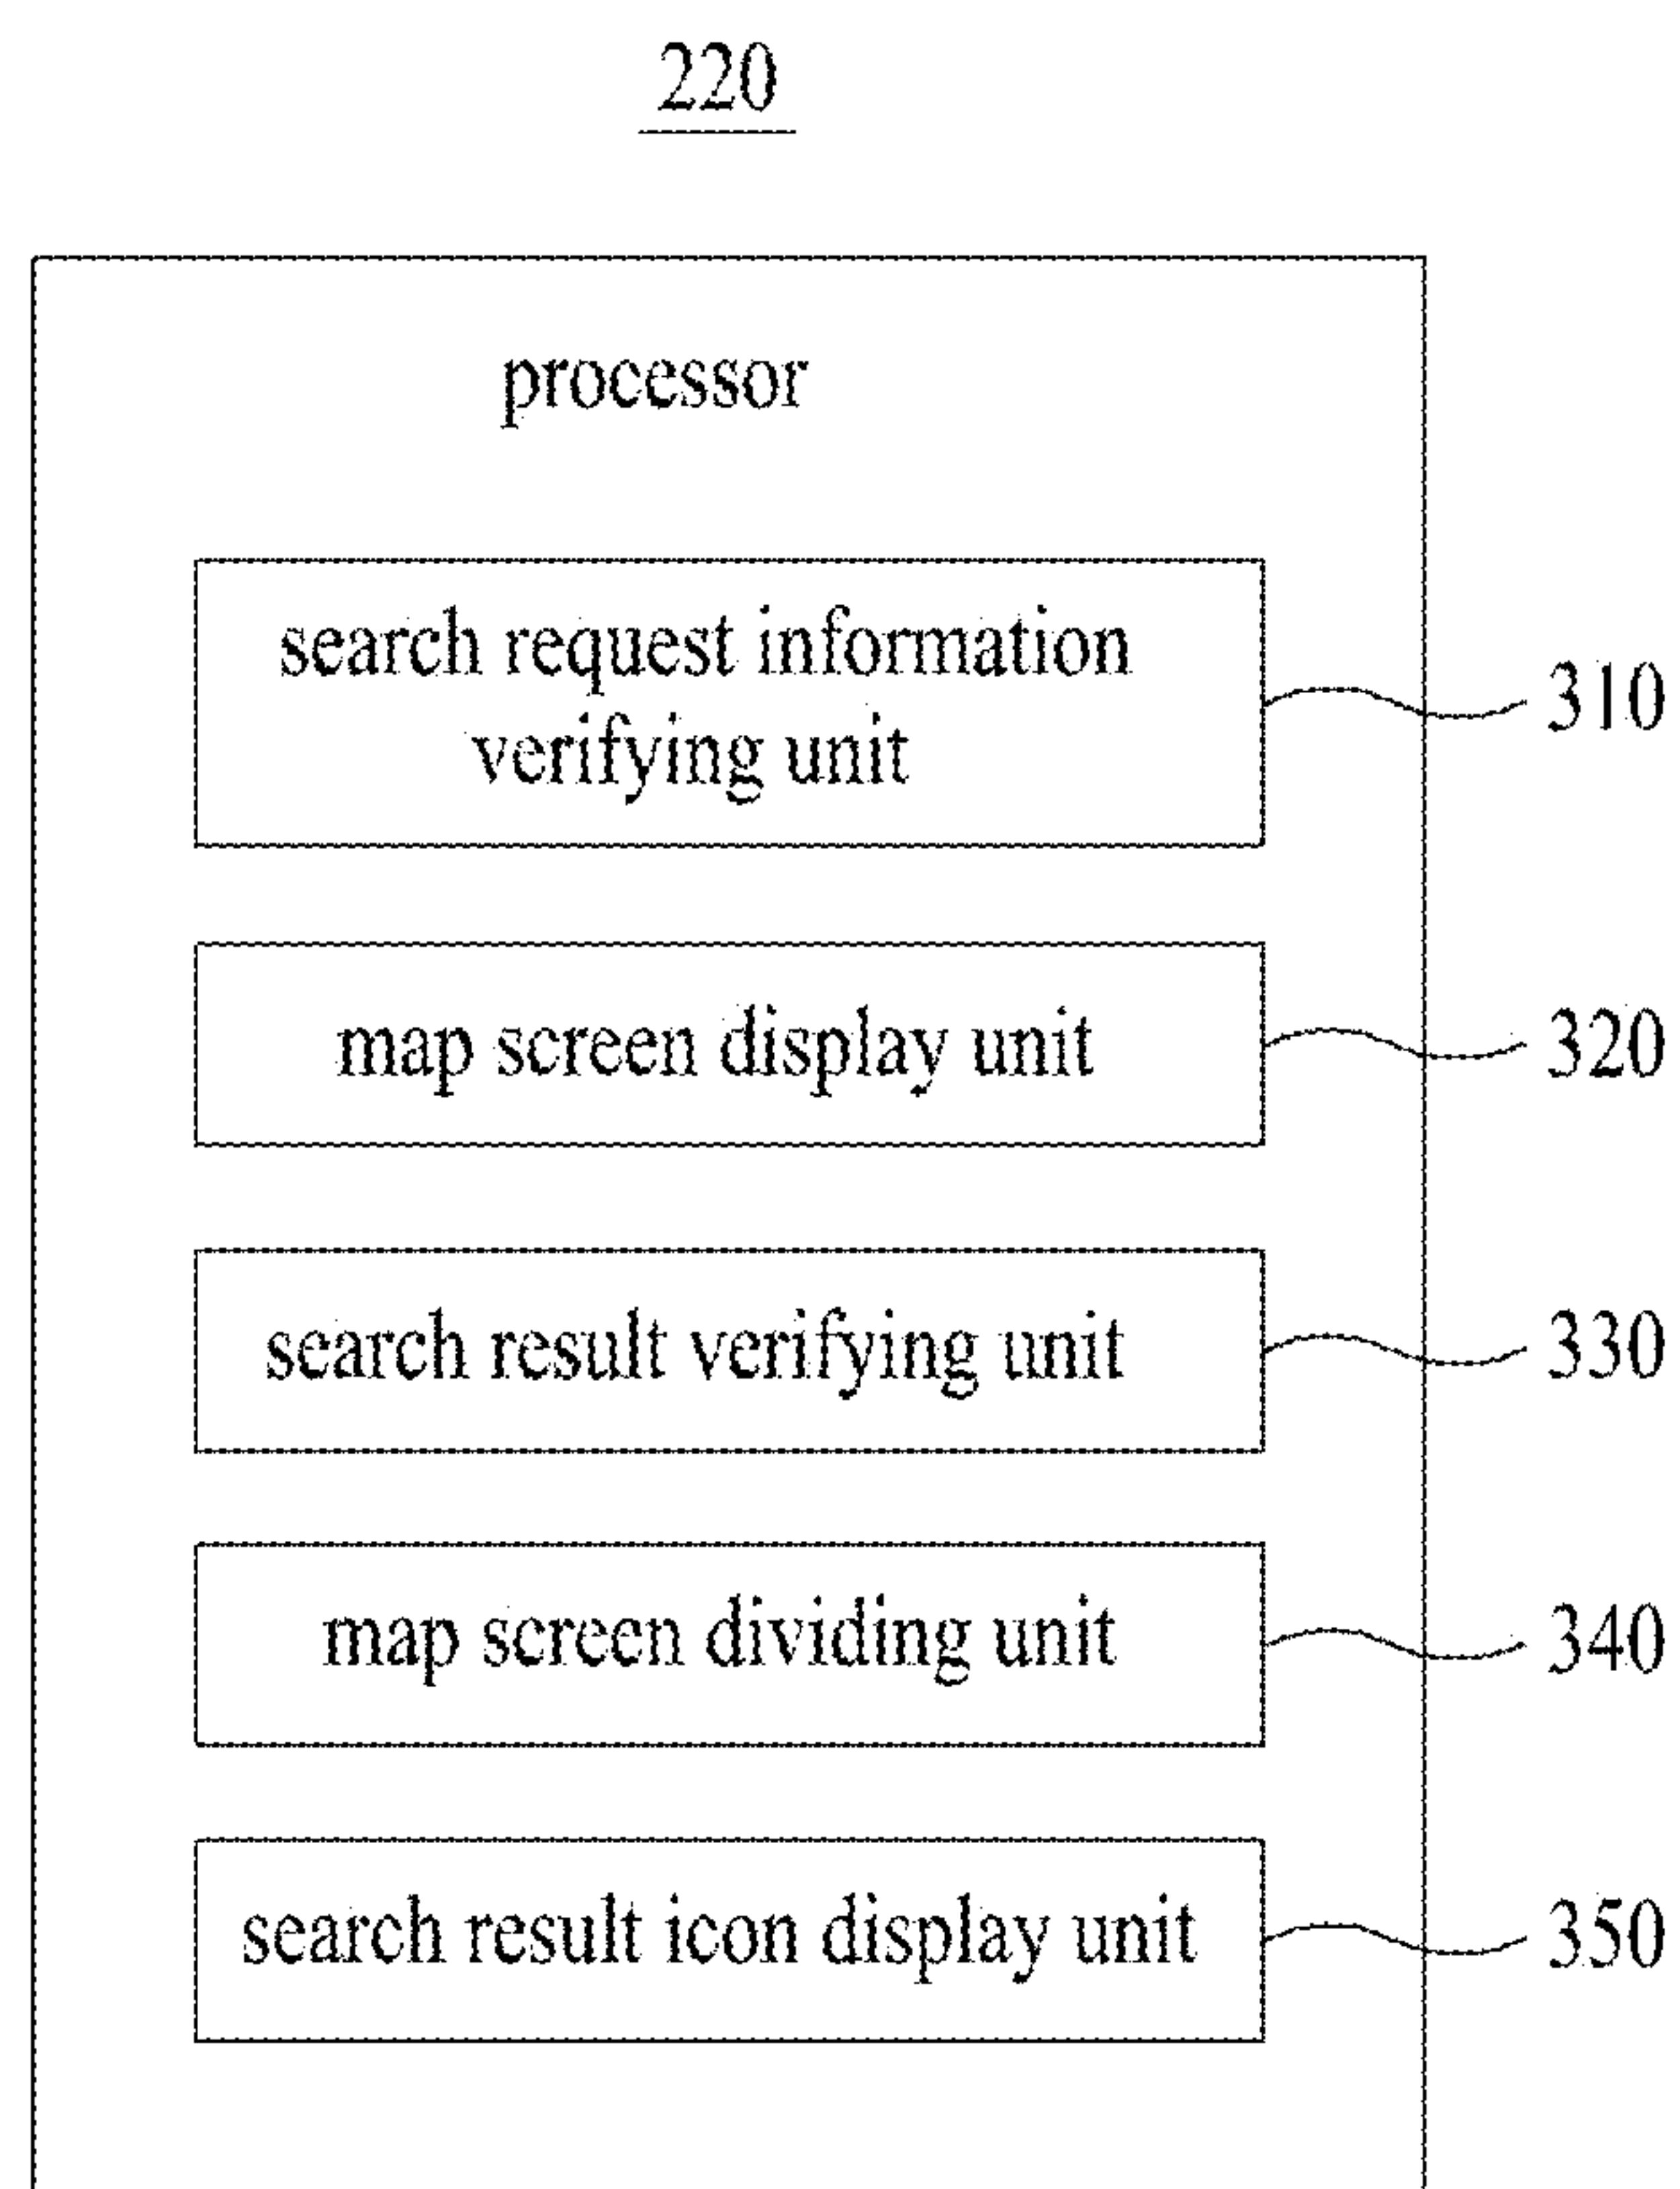 220
processor
search request information
verifying unit
310
map screen display unit
320
search result verifying unit
330
map screen dividing unit
340
search result icon display unit
350